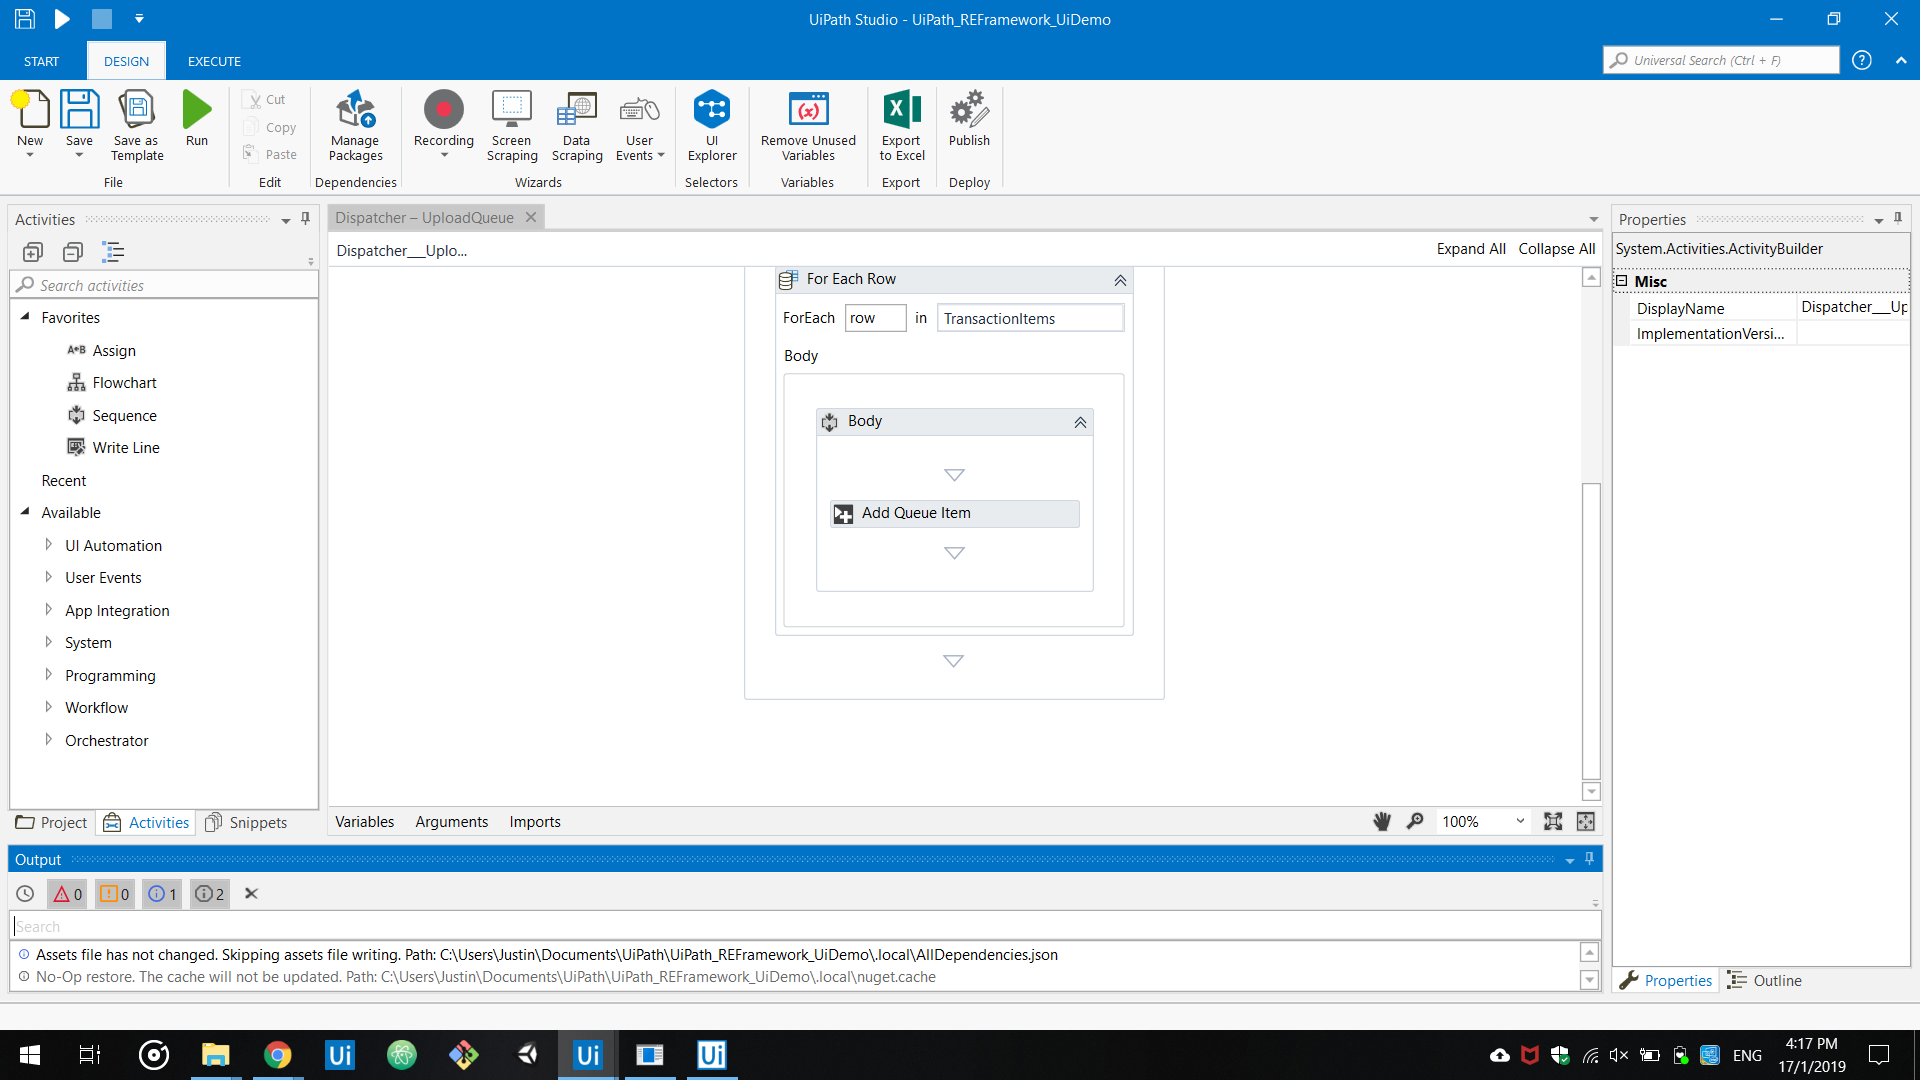 UiPath Studio - UiPath_REFramework_UiDemo
START
DESIGN
EXECUTE
Universal Search (Ctrl + F)
New
Save
Save as
Template
Run
Cut
Copy
Paste
Manage
Packages
Recording
Screen
Scraping
Data
Scraping
User
Events
UI
Explorer
Remove Unused
Variables
Export
to Excel
Publish
File
Edit
Dependencies
Wizards
Selectors
Variables
Export
Deploy
Activities
Search activities
Favorites
Assign
Flowchart
Sequence
Write Line
Recent
Available
UI Automation
User Events
App Integration
System
Programming
Workflow
Orchestrator
Project
Activities
Snippets
Dispatcher – UploadQueue
Dispatcher___Uplo...
Expand All
Collapse All
For Each Row
ForEach
row
in
TransactionItems
Body
Body
Add Queue Item
Variables
Arguments
Imports
100%
Properties
System.Activities.ActivityBuilder
Misc
DisplayName
Dispatcher___Up
ImplementationVersi...
Properties
Outline
Output
0
0
1
2
Search
Assets file has not changed. Skipping assets file writing. Path: C:\Users\Justin\Documents\UiPath\UiPath_REFramework_UiDemo\.local\AllDependencies.json
No-Op restore. The cache will not be updated. Path: C:\Users\Justin\Documents\UiPath\UiPath_REFramework_UiDemo\.local\nuget.cache
Ui
Ui
Ui
ENG
4:17 PM
17/1/2019